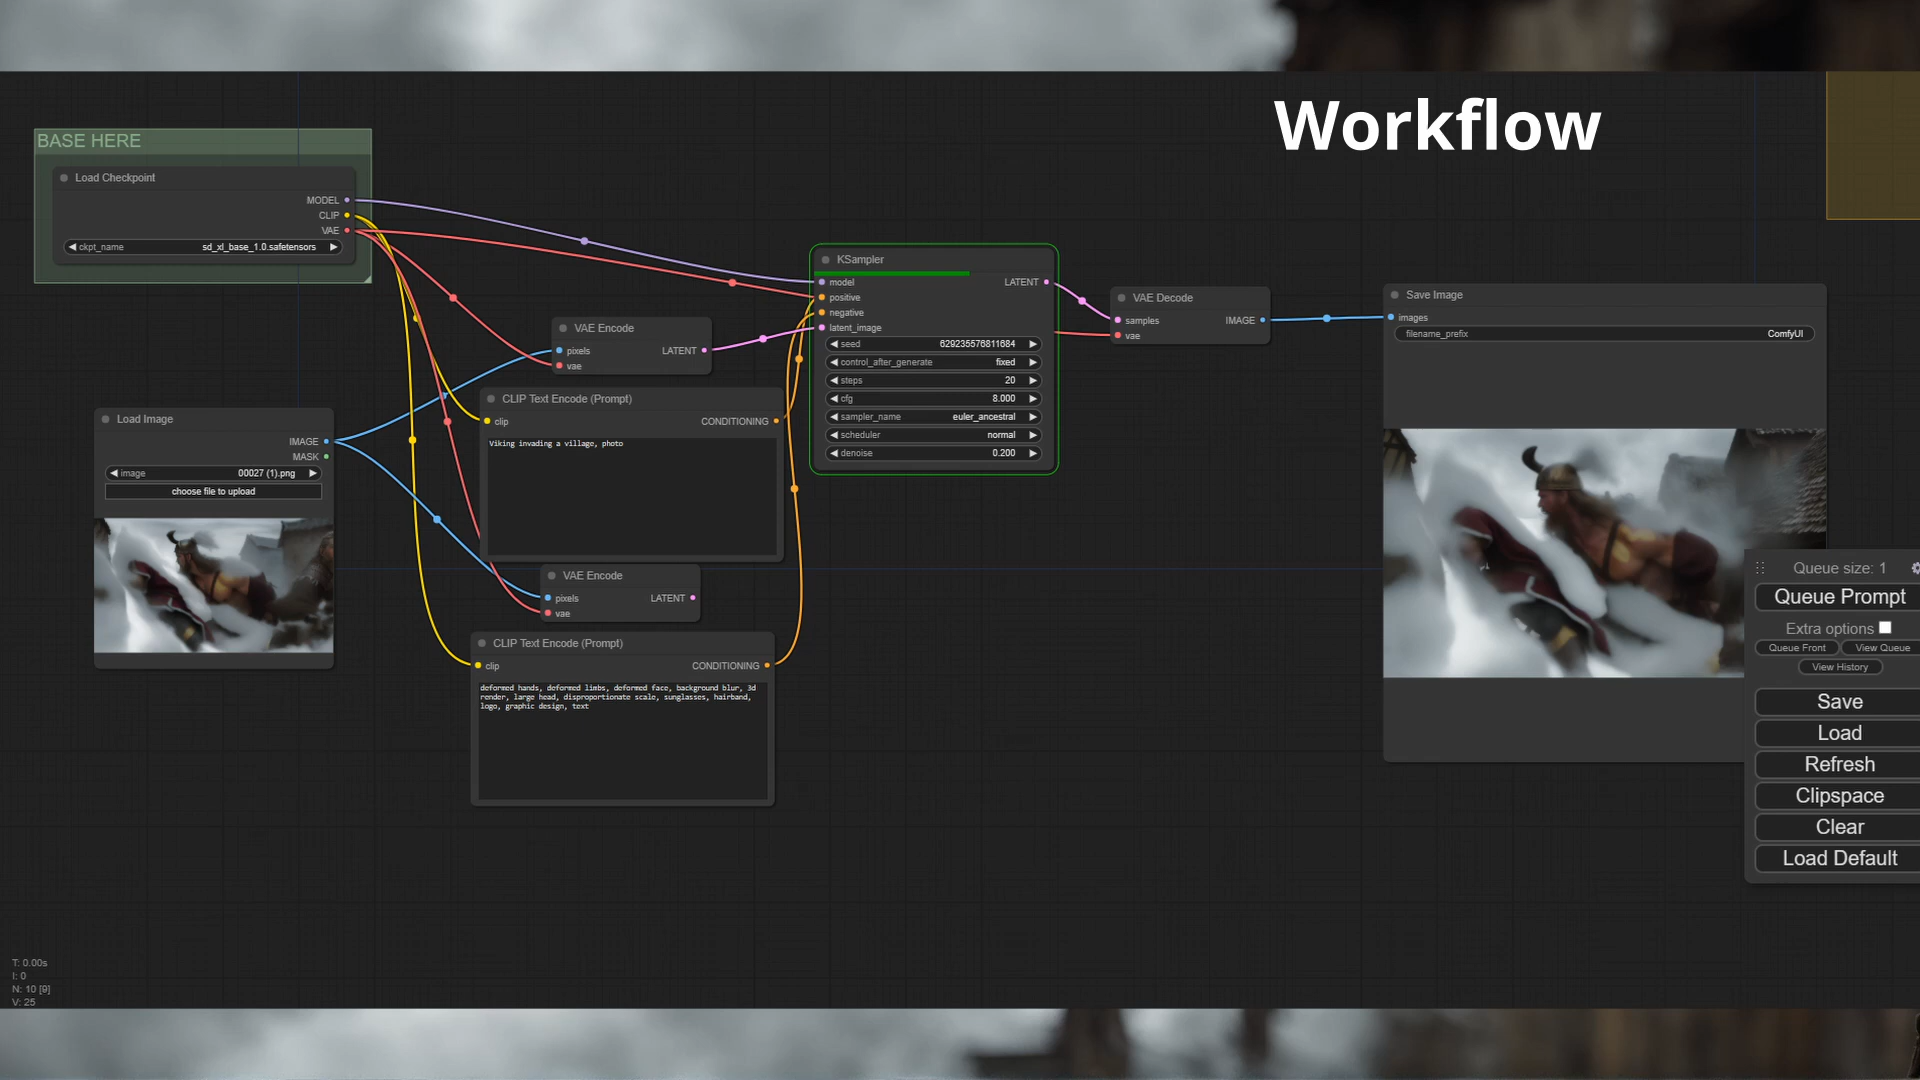 Workflow
BASE HERE
Load Checkpoint
MODEL
CLIP
VAE
ckpt_name sd_xl_base_1.0.safetensors
KSampler
model LATENT
positive
negative
latent_image
seed 629235576811684
control_after_generate fixed
steps 20
cfg 8.000
sampler_name euler_ancestral
scheduler normal
denoise 0.200
VAE Decode
samples IMAGE
vae
Save Image
images
filename_prefix ComfyUI
VAE Encode
pixels LATENT
vae
CLIP Text Encode (Prompt)
clip CONDITIONING
Viking invading a village, photo
Load Image
IMAGE
MASK
image 00027 (1).png
choose file to upload
VAE Encode
pixels LATENT
vae
CLIP Text Encode (Prompt)
clip CONDITIONING
deformed hands, deformed limbs, deformed face, background blur, 3d
render, large head, disproportionate scale, sunglasses, hairband,
logo, graphic design, text
Queue size: 1
Queue Prompt
Extra options
Queue Front View Queue
View History
Save
Load
Refresh
Clipspace
Clear
Load Default
T: 0.00s
I: 0
N: 10 [9]
V: 25